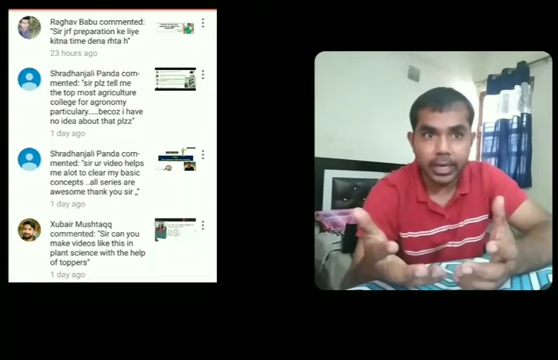 Raghav Babu commented:
"Sir jrf preparation ke liye
kitna time dena rhta h"
23 hours ago
Shradhanjali Panda com-
mented: "sir plz tell me
the top most agriculture
college for agronomy
particulary.....becoz i have
no idea about that plzz"
1 day ago
Shradhanjali Panda com-
mented: "sir ur video helps
me alot to clear my basic
concepts ..all series are
awesome thank you sir ,,"
1 day ago
Xubair Mushtaqq
commented: "Sir can you
make videos like this in
plant science with the help
of toppers"
1 day ago